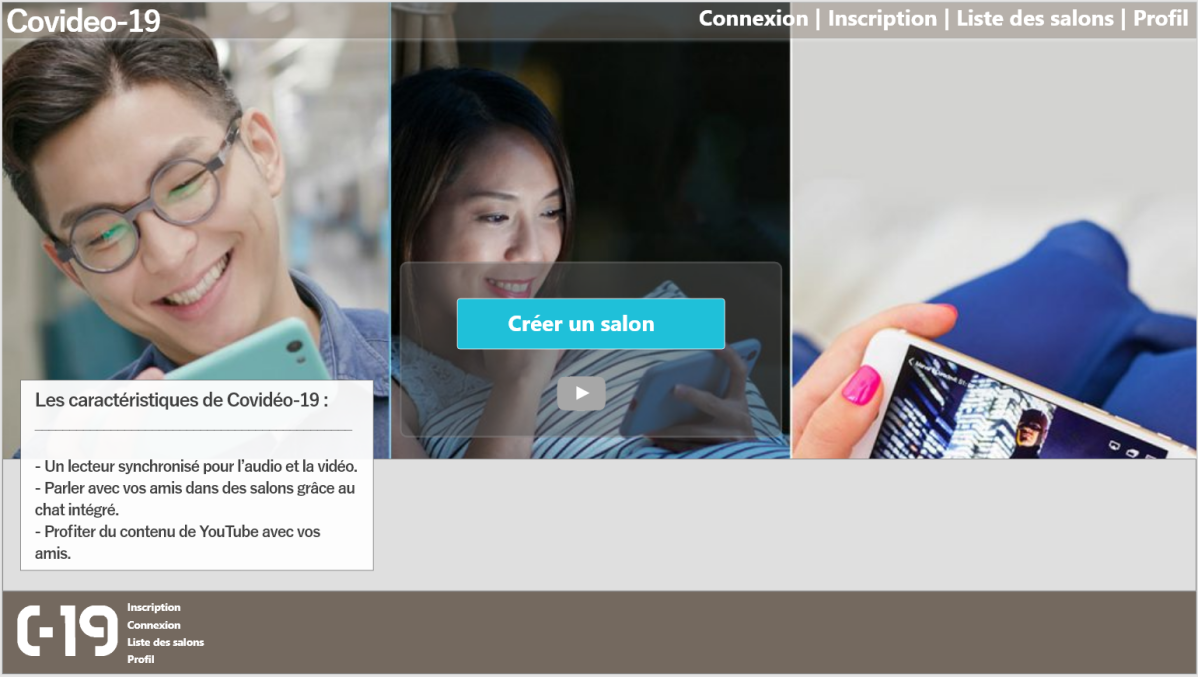 Covideo-19
Connexion | Inscription | Liste des salons | Profil
Créer un salon
Les caractéristiques de Covidéo-19 :
- Un lecteur synchronisé pour l'audio et la vidéo.
- Parler avec vos amis dans des salons grâce au
chat intégré.
- Profiter du contenu de YouTube avec vos
amis.
C-19
Inscription
Connexion
Liste des salons
Profil